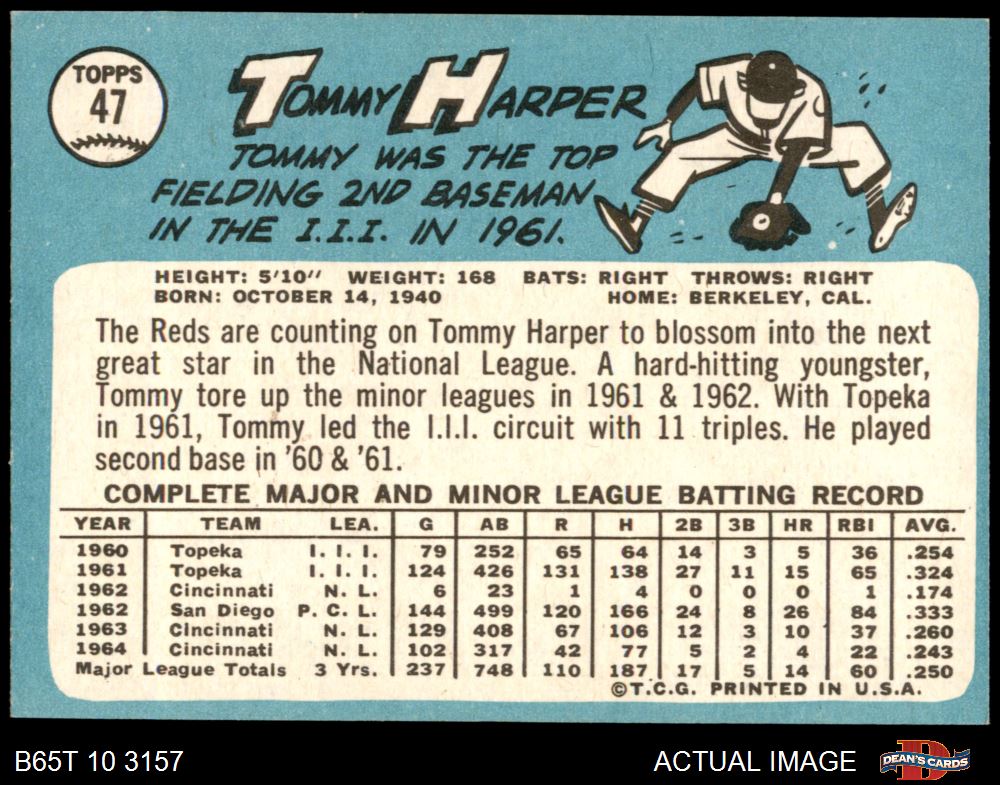 TOPPS
47
TOMMY HARPER
TOMMY WAS THE TOP
FIELDING 2ND BASEMAN
IN THE I.I.I. IN 1961.
HEIGHT: 5'10" WEIGHT: 168 BATS: RIGHT THROWS: RIGHT
BORN: OCTOBER 14, 1940 HOME: BERKELEY, CAL.
The Reds are counting on Tommy Harper to blossom into the next
great star in the National League. A hard-hitting youngster,
Tommy tore up the minor leagues in 1961 & 1962. With Topeka
in 1961, Tommy led the I.I.I. circuit with 11 triples. He played
second base in '60 & '61.
COMPLETE MAJOR AND MINOR LEAGUE BATTING RECORD
YEAR TEAM LEA. G AB R H 2B 3B HR RBI AVG.
1960 Topeka I. I. I. 79 252 65 64 14 3 5 36 .254
1961 Topeka I. I. I. 124 426 131 138 27 11 15 65 .324
1962 Cincinnati N. L. 6 23 1 4 0 0 0 1 .174
1962 San Diego P. C. L. 144 499 120 166 24 8 26 84 .333
1963 Cincinnati N. L. 129 408 67 106 12 3 10 37 .260
1964 Cincinnati N. L. 102 317 42 77 5 2 4 22 .243
Major League Totals 3 Yrs. 237 748 110 187 17 5 14 60 .250
©T.C.G. PRINTED IN U.S.A.
B65T 10 3157 ACTUAL IMAGE D DEAN'S CARDS